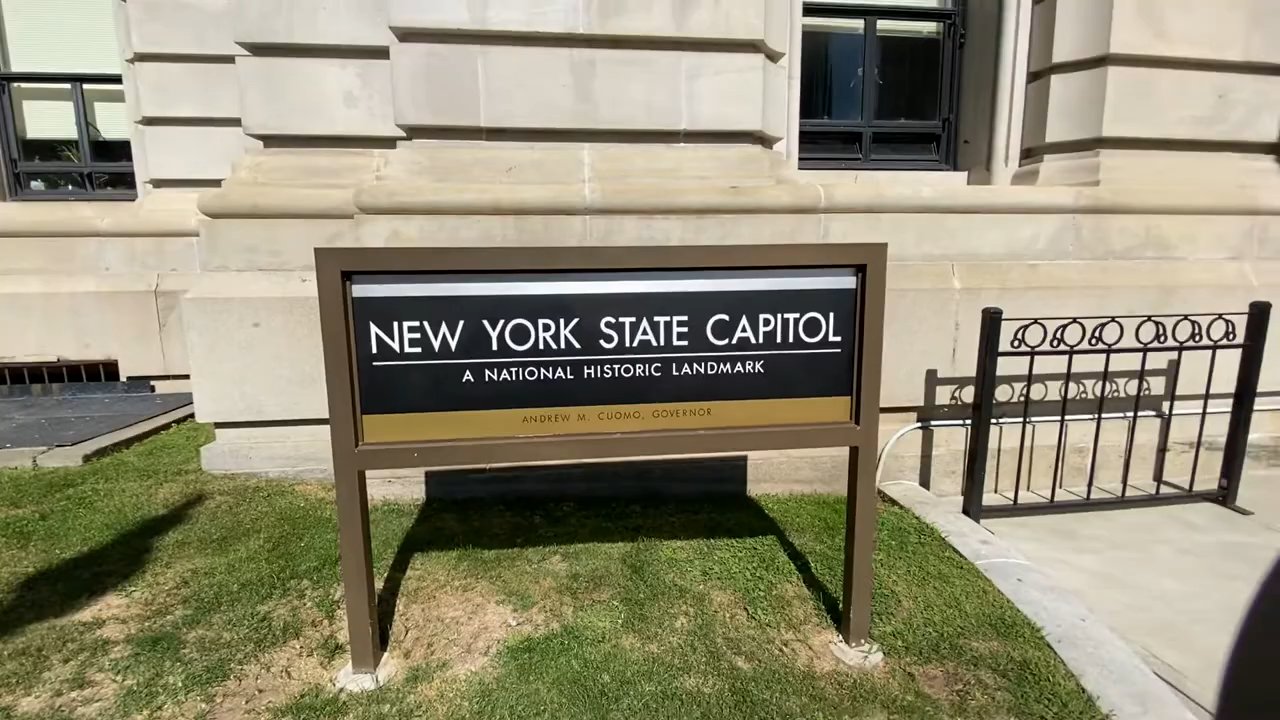 NEW YORK STATE CAPITOL
A NATIONAL HISTORIC LANDMARK
ANDREW M. CUOMO, GOVERNOR